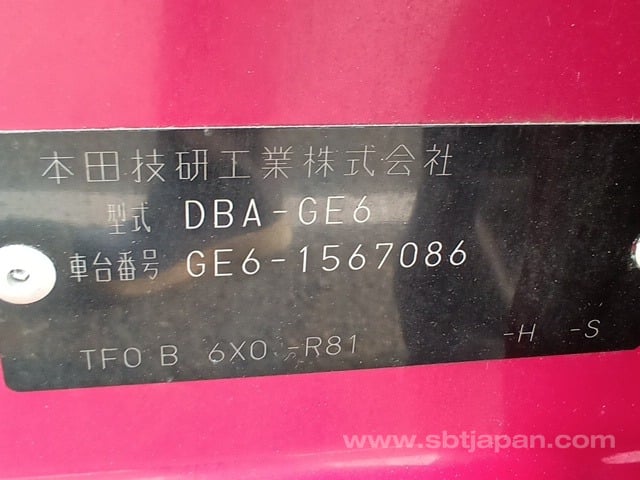 本田技研工業株式会社
型式 DBA-GE6
車台番号 GE6-1567086
TF0 B 6X0 -R81 -H -S
www.sbtjapan.com